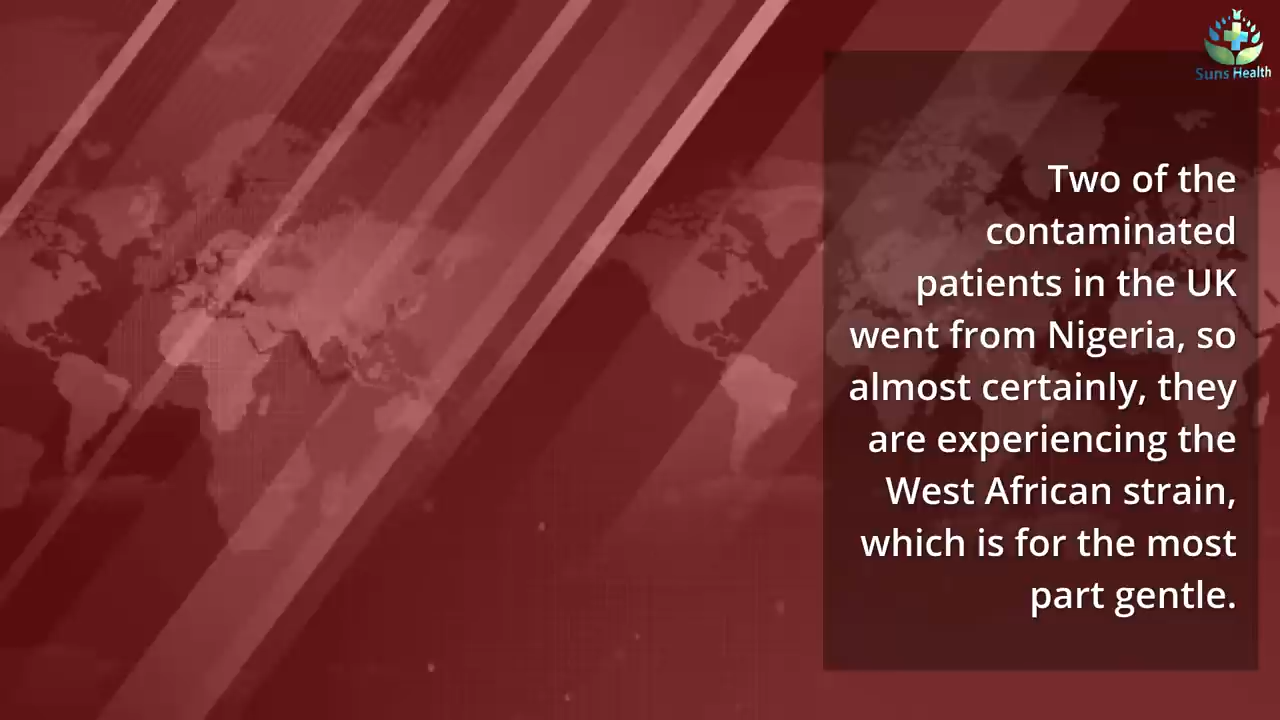 Suns Health
Two of the
contaminated
patients in the UK
went from Nigeria, so
almost certainly, they
are experiencing the
West African strain,
which is for the most
part gentle.